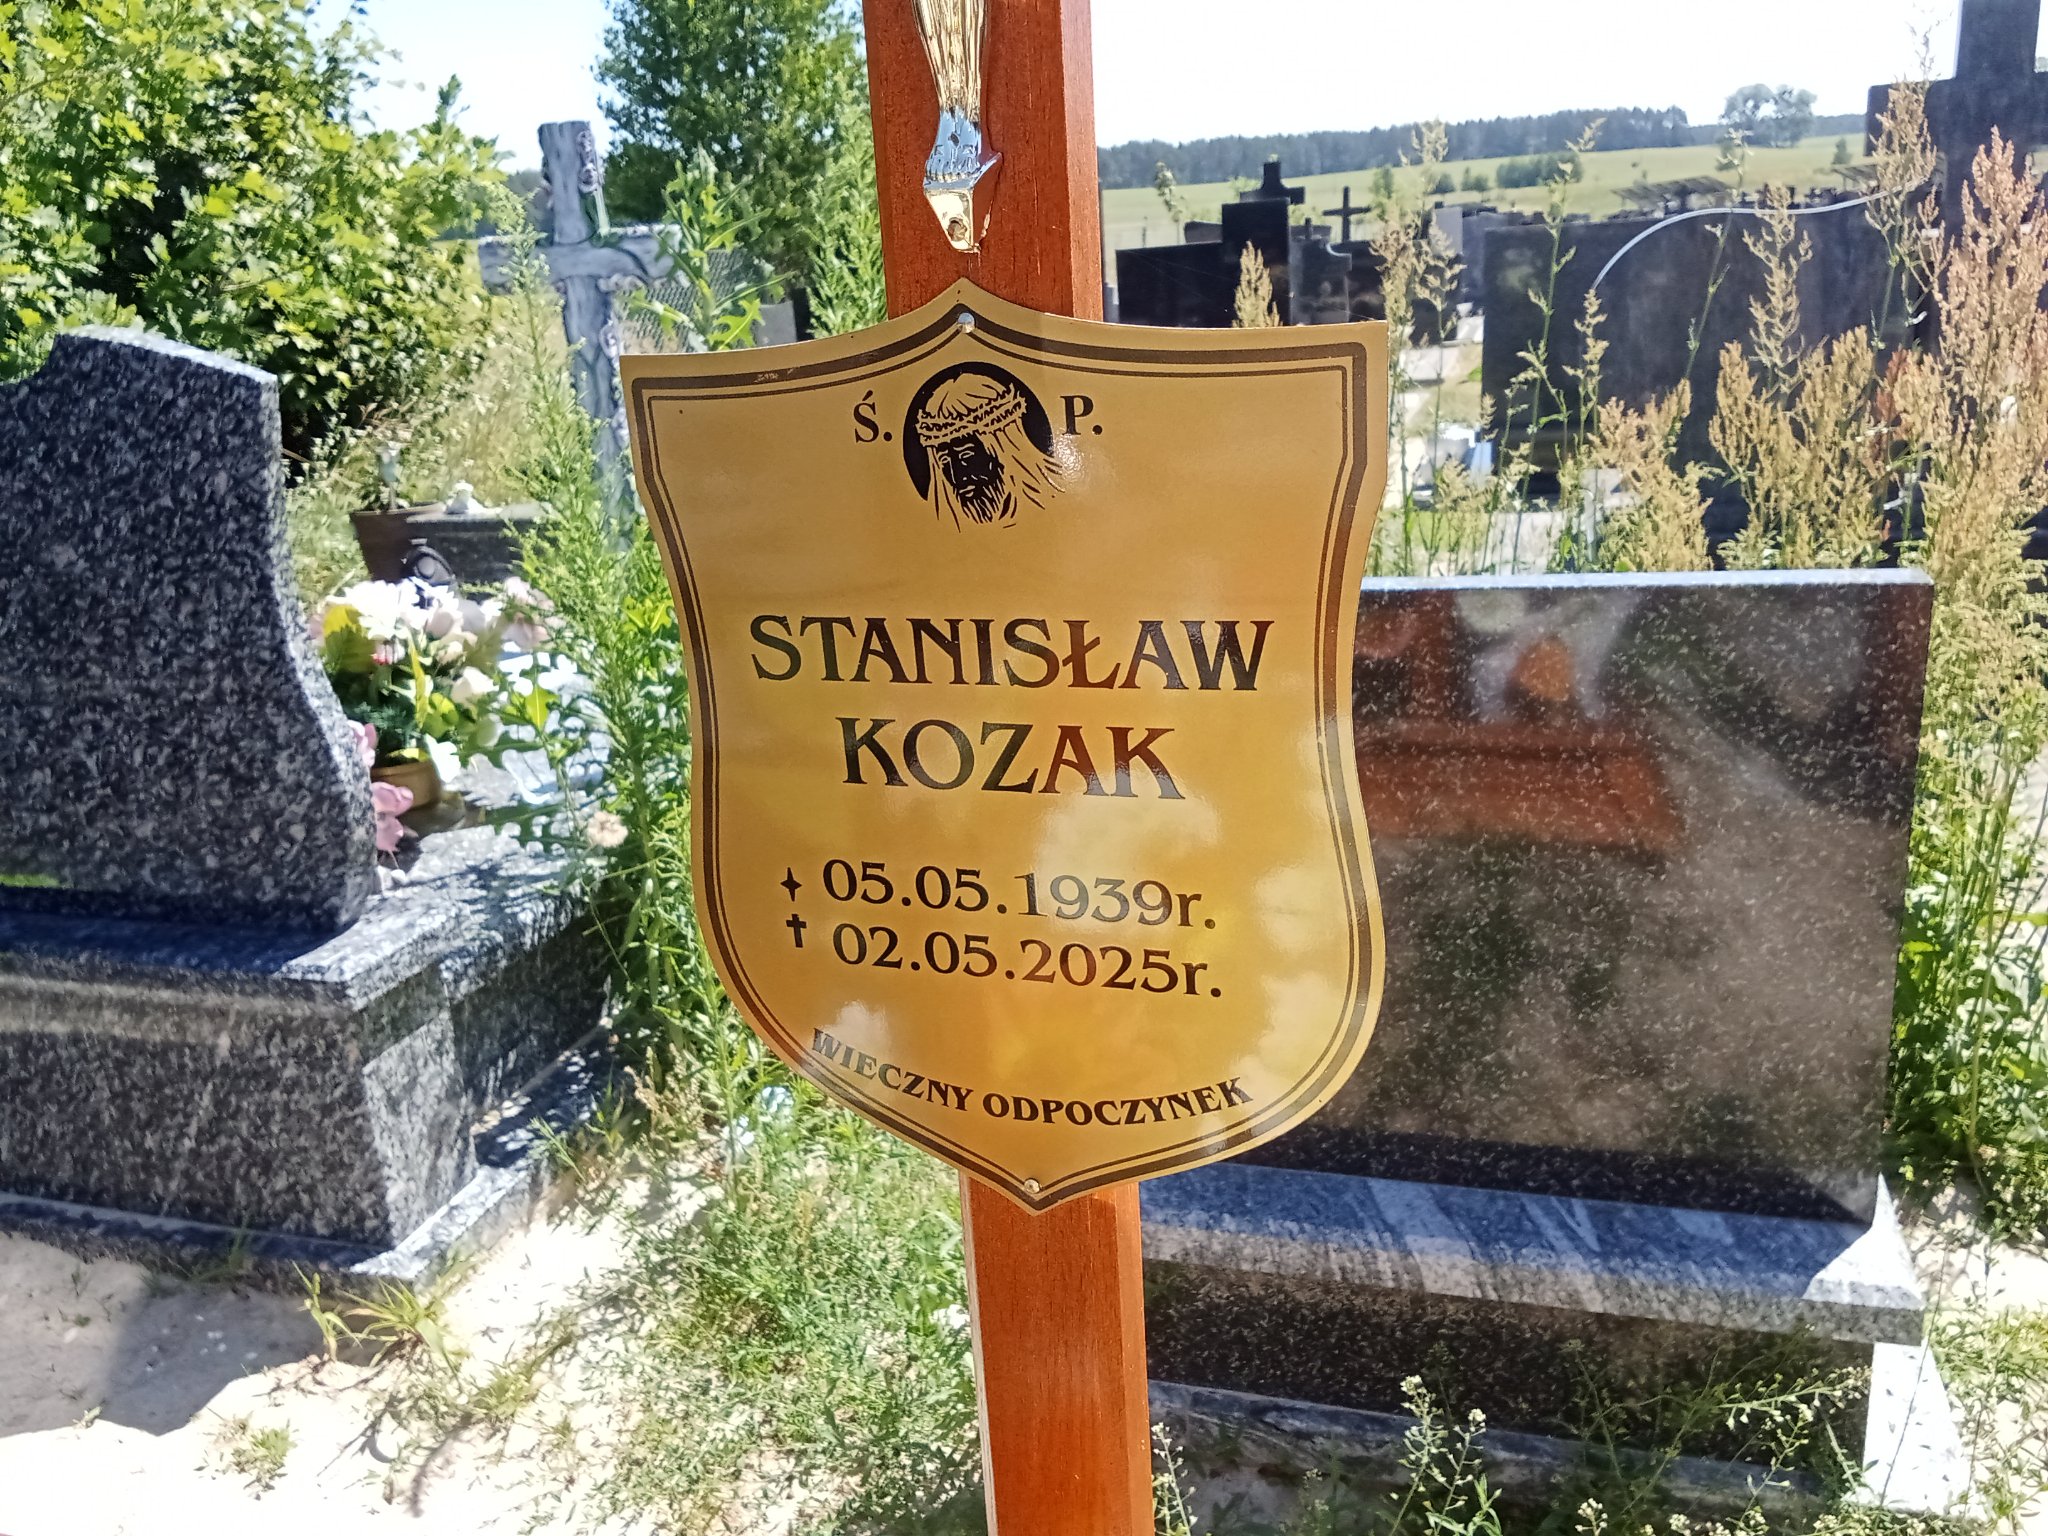 Ś. P.
STANISŁAW
KOZAK
05.05.1939r.
✝ 02.05.2025r.
WIECZNY ODPOCZYNEK